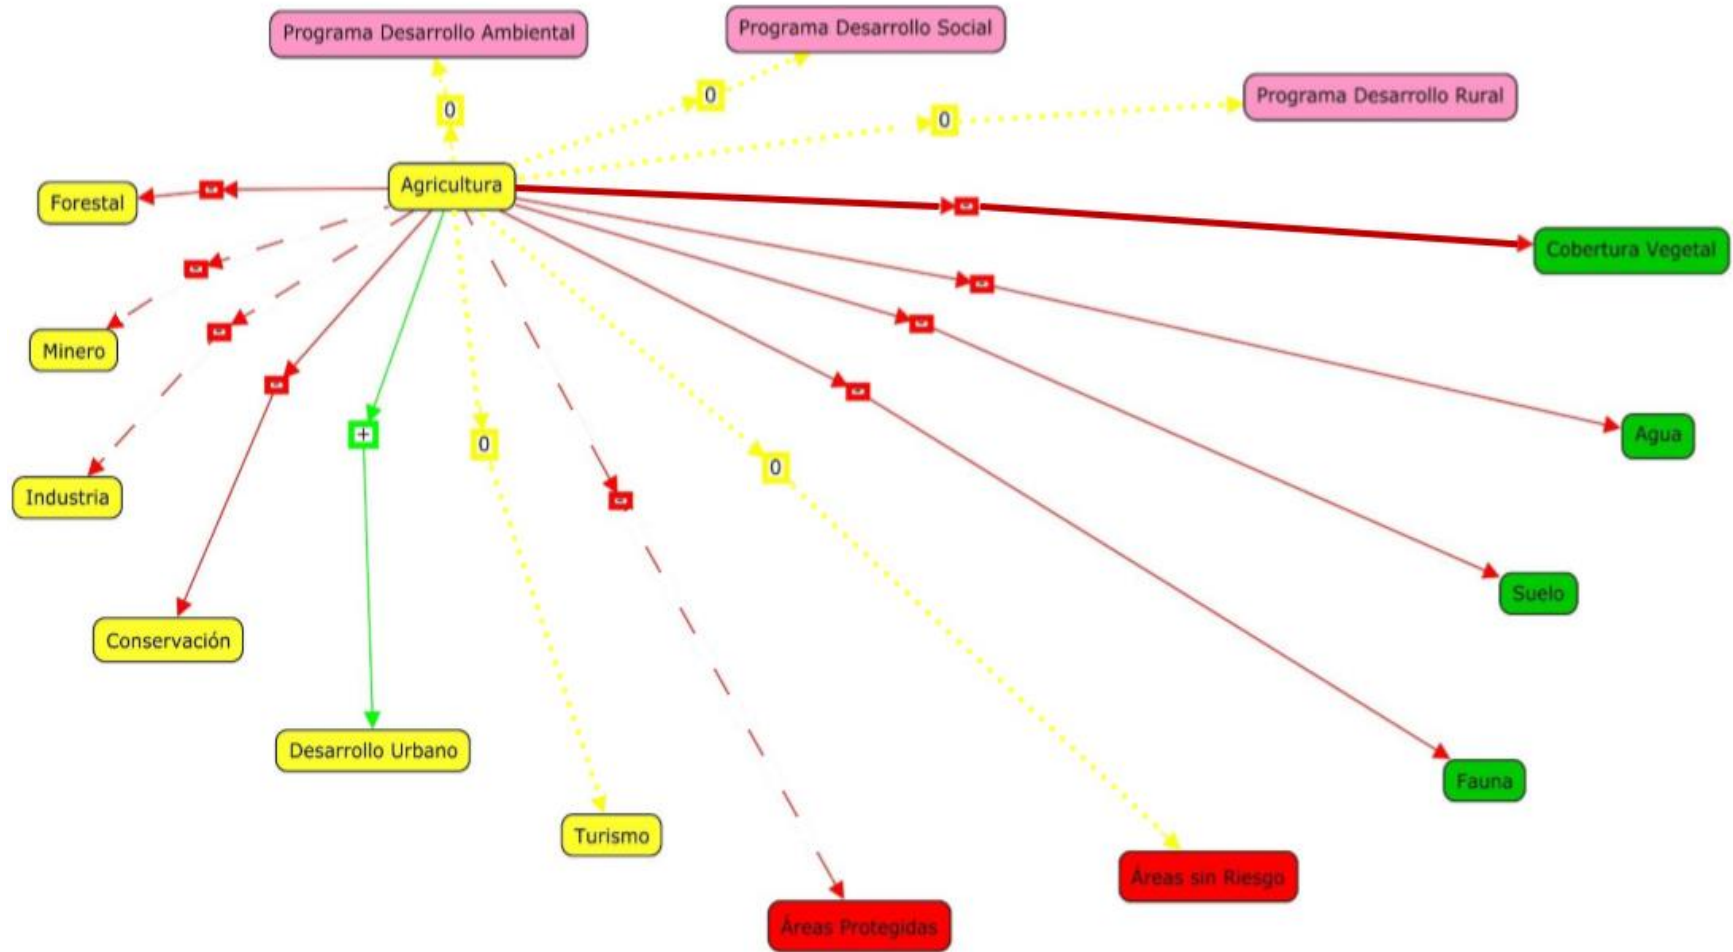 Programa Desarrollo Ambiental
Programa Desarrollo Social
Programa Desarrollo Rural
0
0
0
Agricultura
Forestal
-
-
Cobertura Vegetal
-
-
Minero
-
-
Agua
-
-
Industria
+
0
0
-
Suelo
Conservación
Desarrollo Urbano
Fauna
Turismo
Áreas sin Riesgo
Áreas Protegidas